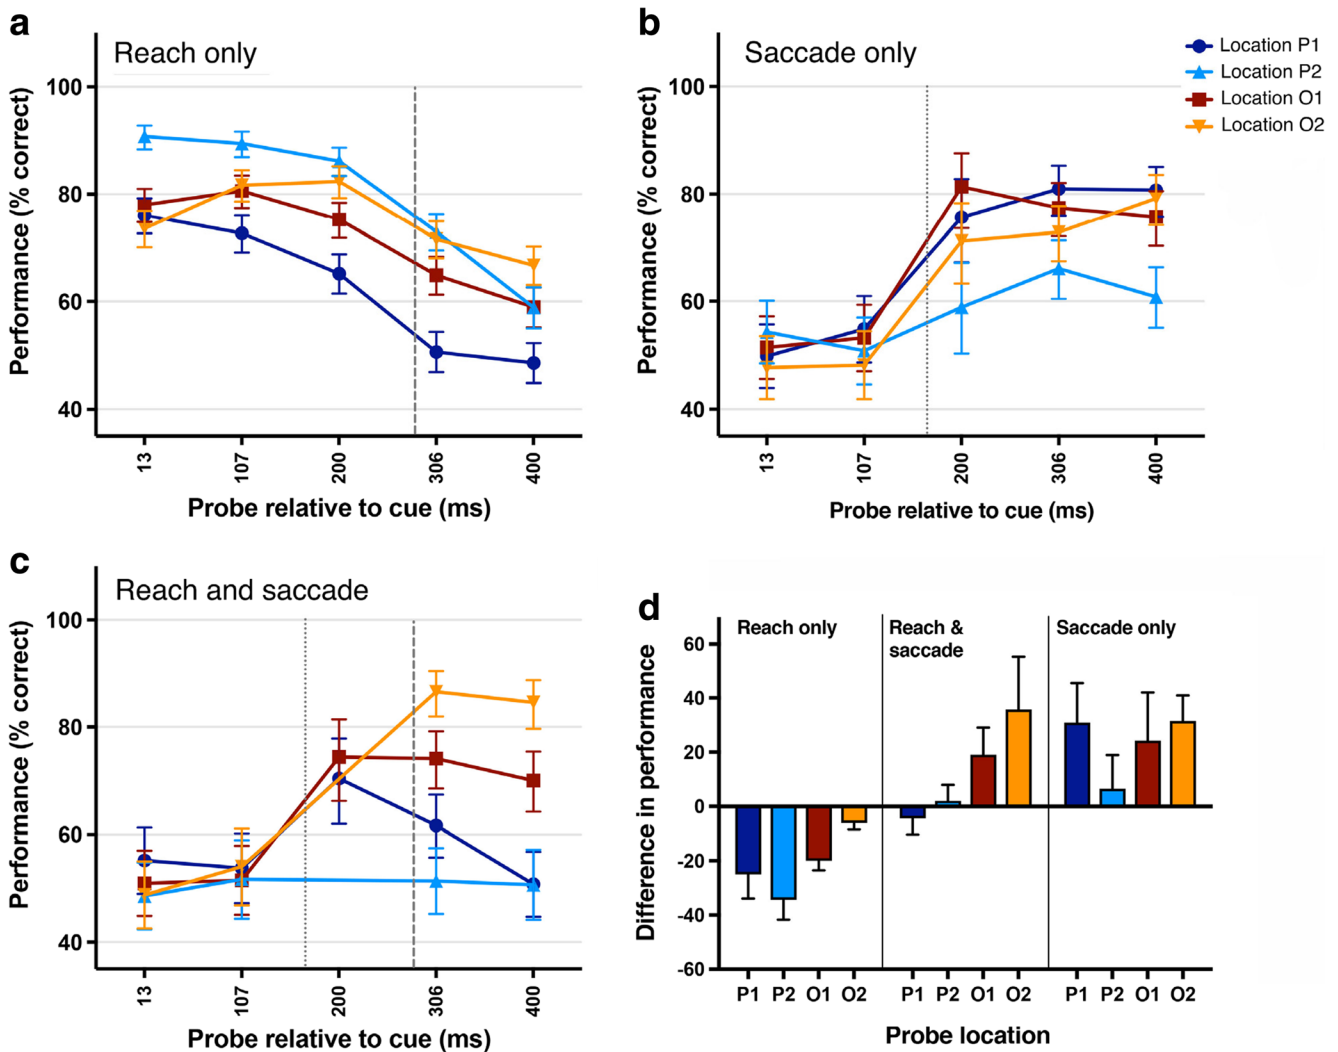 a
Reach only
100
80
60
40
Performance (% correct)
13
107
200
306
400
Probe relative to cue (ms)
b
Saccade only
Location P1
Location P2
Location O1
Location O2
100
80
60
40
Performance (% correct)
13
107
200
306
400
Probe relative to cue (ms)
c
Reach and saccade
100
80
60
40
Performance (% correct)
13
107
200
306
400
Probe relative to cue (ms)
d
Reach only
Reach &
saccade
Saccade only
60
40
20
0
-20
-40
-60
Difference in performance
P1 P2 O1 O2 P1 P2 O1 O2 P1 P2 O1 O2
Probe location